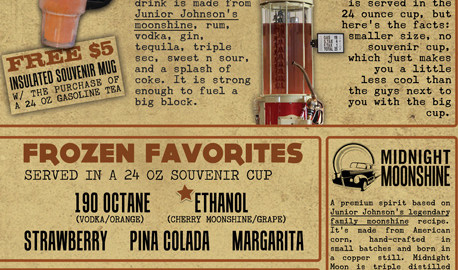 drink is made from
Junior Johnson's
moonshine, rum,
vodka, gin,
tequila, triple
sec, sweet n sour,
and a splash of
coke. It is strong
enough to fuel a
big block.
is served in the
24 ounce cup, but
here's the facts:
smaller size, no
souvenir cup,
which just makes
you a little
less cool than
the guys next to
you with the big
cup.
FREE $5
INSULATED SOUVENIR MUG
W/ THE PURCHASE OF
A 24 OZ GASOLINE TEA
FROZEN FAVORITES
SERVED IN A 24 OZ SOUVENIR CUP
190 OCTANE
(VODKA/ORANGE)
ETHANOL
(CHERRY MOONSHINE/GRAPE)
STRAWBERRY PINA COLADA MARGARITA
MIDNIGHT
MOONSHINE
A premium spirit based on
Junior Johnson's legendary
family moonshine recipe.
It's made from American
corn, hand-crafted in
small batches and born in
a copper still. Midnight
Moon is triple distilled